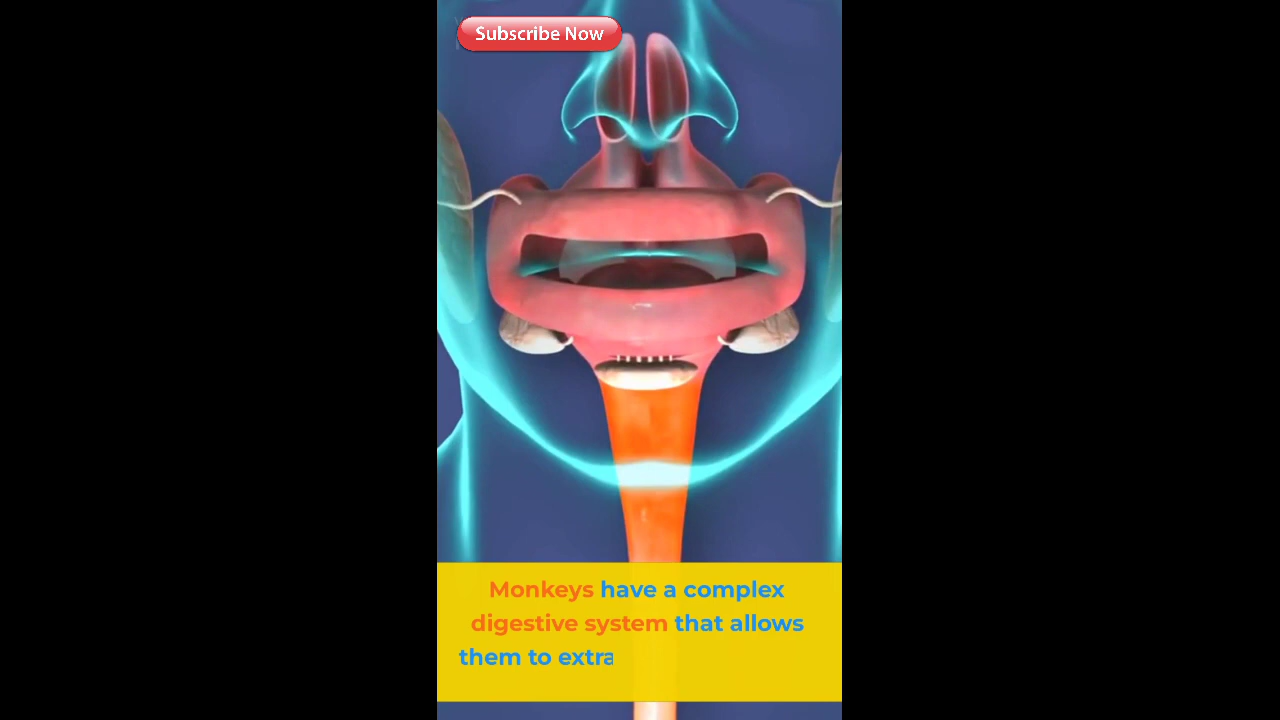 Subscribe Now
Monkeys have a complex
digestive system that allows
them to extra